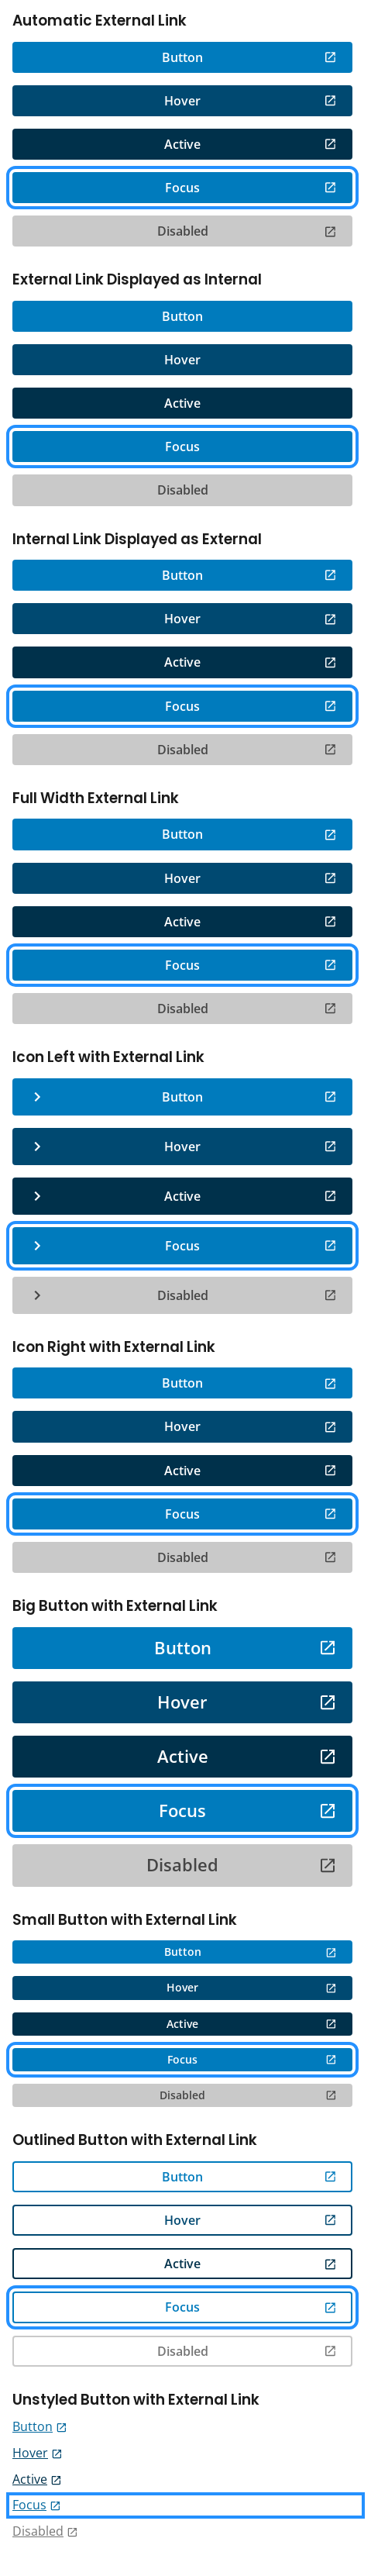 Automatic External Link
Button
Hover
Active
Focus
Disabled
External Link Displayed as Internal
Button
Hover
Active
Focus
Disabled
Internal Link Displayed as External
Button
Hover
Active
Focus
Disabled
Full Width External Link
Button
Hover
Active
Focus
Disabled
Icon Left with External Link
Button
Hover
Active
Focus
Disabled
Icon Right with External Link
Button
Hover
Active
Focus
Disabled
Big Button with External Link
Button
Hover
Active
Focus
Disabled
Small Button with External Link
Button
Hover
Active
Focus
Disabled
Outlined Button with External Link
Button
Hover
Active
Focus
Disabled
Unstyled Button with External Link
Button
Hover
Active
Focus
Disabled